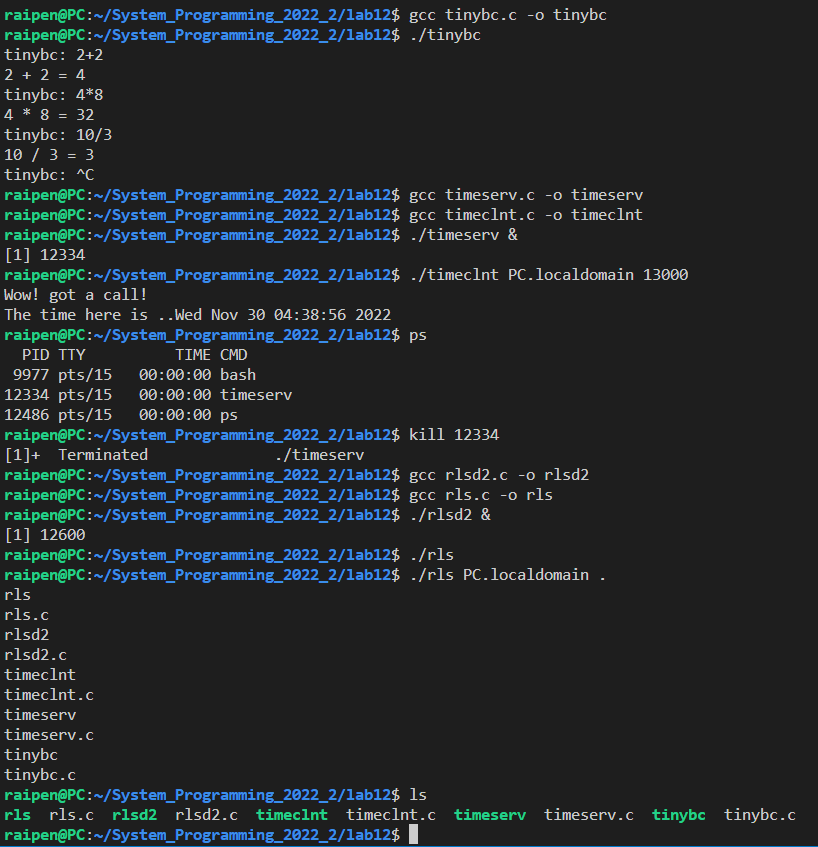 raipen@PC:~/System_Programming_2022_2/lab12$ gcc tinybc.c -o tinybc
raipen@PC:~/System_Programming_2022_2/lab12$ ./tinybc
tinybc: 2+2
2 + 2 = 4
tinybc: 4*8
4 * 8 = 32
tinybc: 10/3
10 / 3 = 3
tinybc: ^C
raipen@PC:~/System_Programming_2022_2/lab12$ gcc timeserv.c -o timeserv
raipen@PC:~/System_Programming_2022_2/lab12$ gcc timeclnt.c -o timeclnt
raipen@PC:~/System_Programming_2022_2/lab12$ ./timeserv &
[1] 12334
raipen@PC:~/System_Programming_2022_2/lab12$ ./timeclnt PC.localdomain 13000
Wow! got a call!
The time here is ..Wed Nov 30 04:38:56 2022
raipen@PC:~/System_Programming_2022_2/lab12$ ps
  PID TTY          TIME CMD
 9977 pts/15   00:00:00 bash
12334 pts/15   00:00:00 timeserv
12486 pts/15   00:00:00 ps
raipen@PC:~/System_Programming_2022_2/lab12$ kill 12334
[1]+  Terminated              ./timeserv
raipen@PC:~/System_Programming_2022_2/lab12$ gcc rlsd2.c -o rlsd2
raipen@PC:~/System_Programming_2022_2/lab12$ gcc rls.c -o rls
raipen@PC:~/System_Programming_2022_2/lab12$ ./rlsd2 &
[1] 12600
raipen@PC:~/System_Programming_2022_2/lab12$ ./rls
raipen@PC:~/System_Programming_2022_2/lab12$ ./rls PC.localdomain .
rls
rls.c
rlsd2
rlsd2.c
timeclnt
timeclnt.c
timeserv
timeserv.c
tinybc
tinybc.c
raipen@PC:~/System_Programming_2022_2/lab12$ ls
rls  rls.c  rlsd2  rlsd2.c  timeclnt  timeclnt.c  timeserv  timeserv.c  tinybc  tinybc.c
raipen@PC:~/System_Programming_2022_2/lab12$